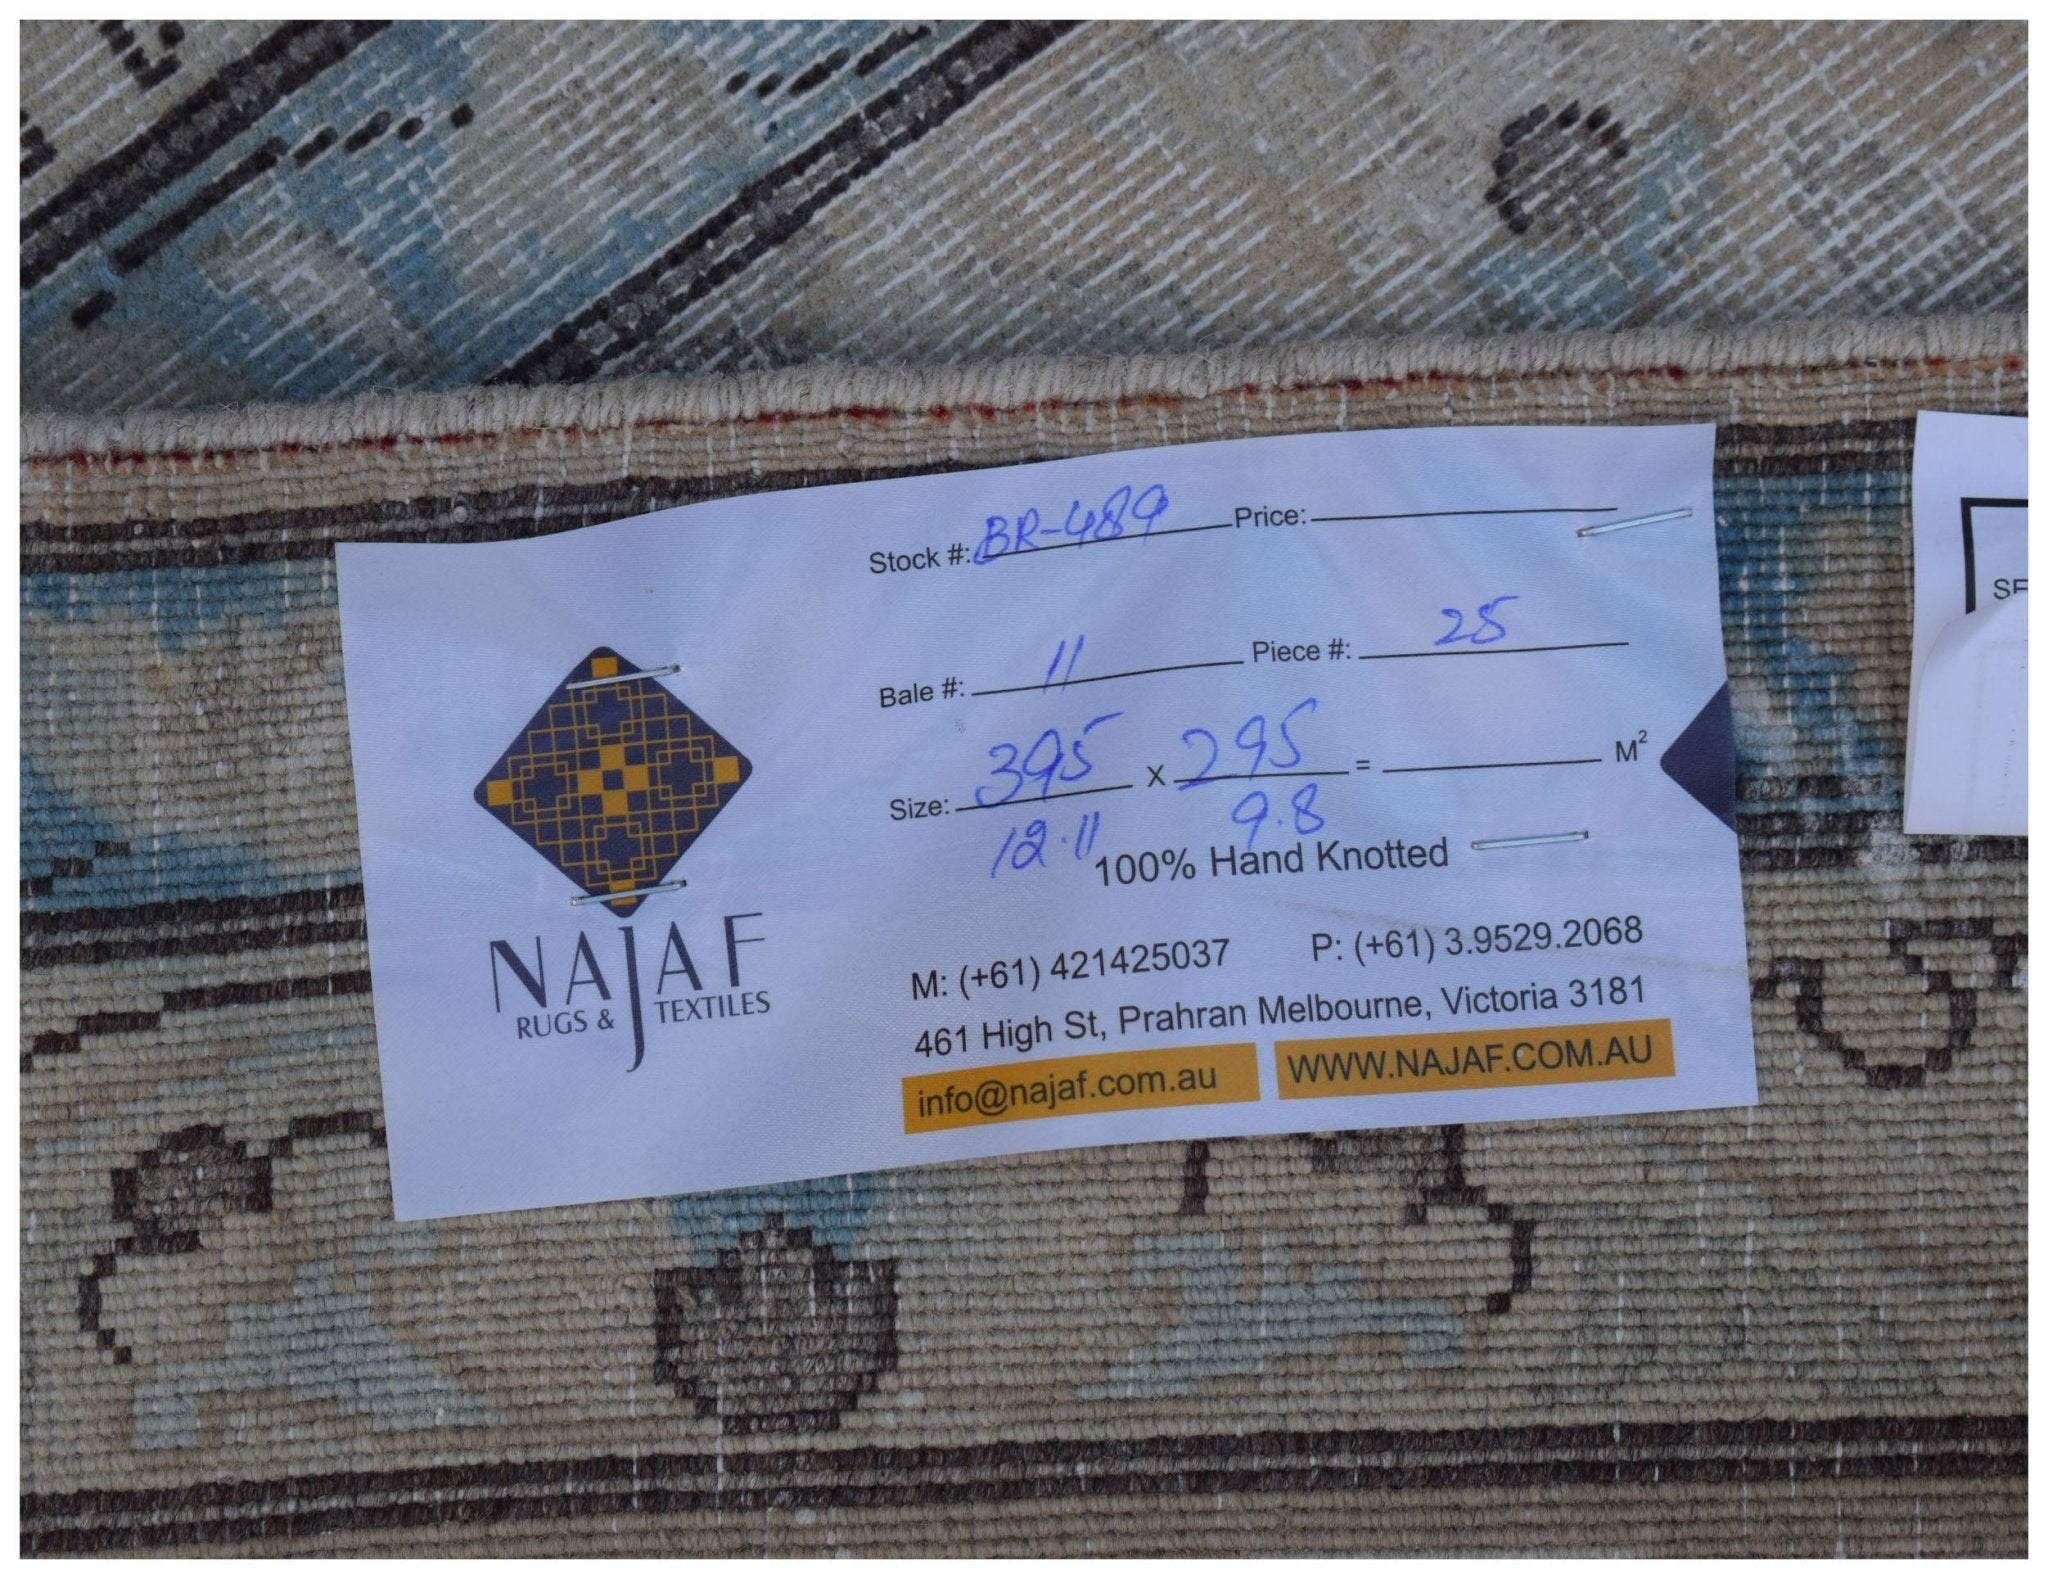 Stock #: BR-489 Price:
Bale #: 11 Piece #: 25
Size: 395 x 295 = M²
12.11 9.8
100% Hand Knotted
NAJAF
RUGS & TEXTILES
M: (+61) 421425037 P: (+61) 3.9529.2068
461 High St, Prahran Melbourne, Victoria 3181
info@najaf.com.au WWW.NAJAF.COM.AU
SE